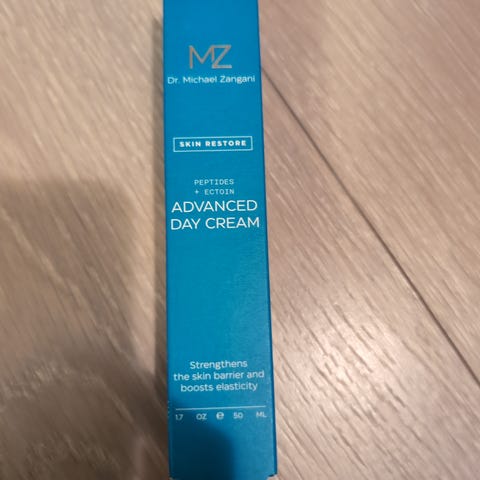 MZ
Dr. Michael Zangani
SKIN RESTORE
PEPTIDES
+ ECTOIN
ADVANCED
DAY CREAM
Strengthens
the skin barrier and
boosts elasticity
1.7 OZ ℮ 50 ML